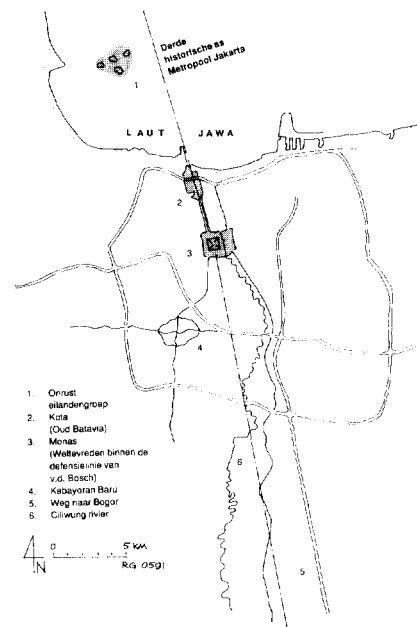 Derde
historische as
Metropool Jakarta
1
LAUT JAWA
2
3
4
6
5
1. Onrust
eilandengroep
2. Kota
(Oud Batavia)
3. Monas
(Weltevreden binnen de
defensielinie van
v.d. Bosch)
4. Kebayoran Baru
5. Weg naar Bogor
6. Ciliwung rivier
0 5 KM
N
RG 0591